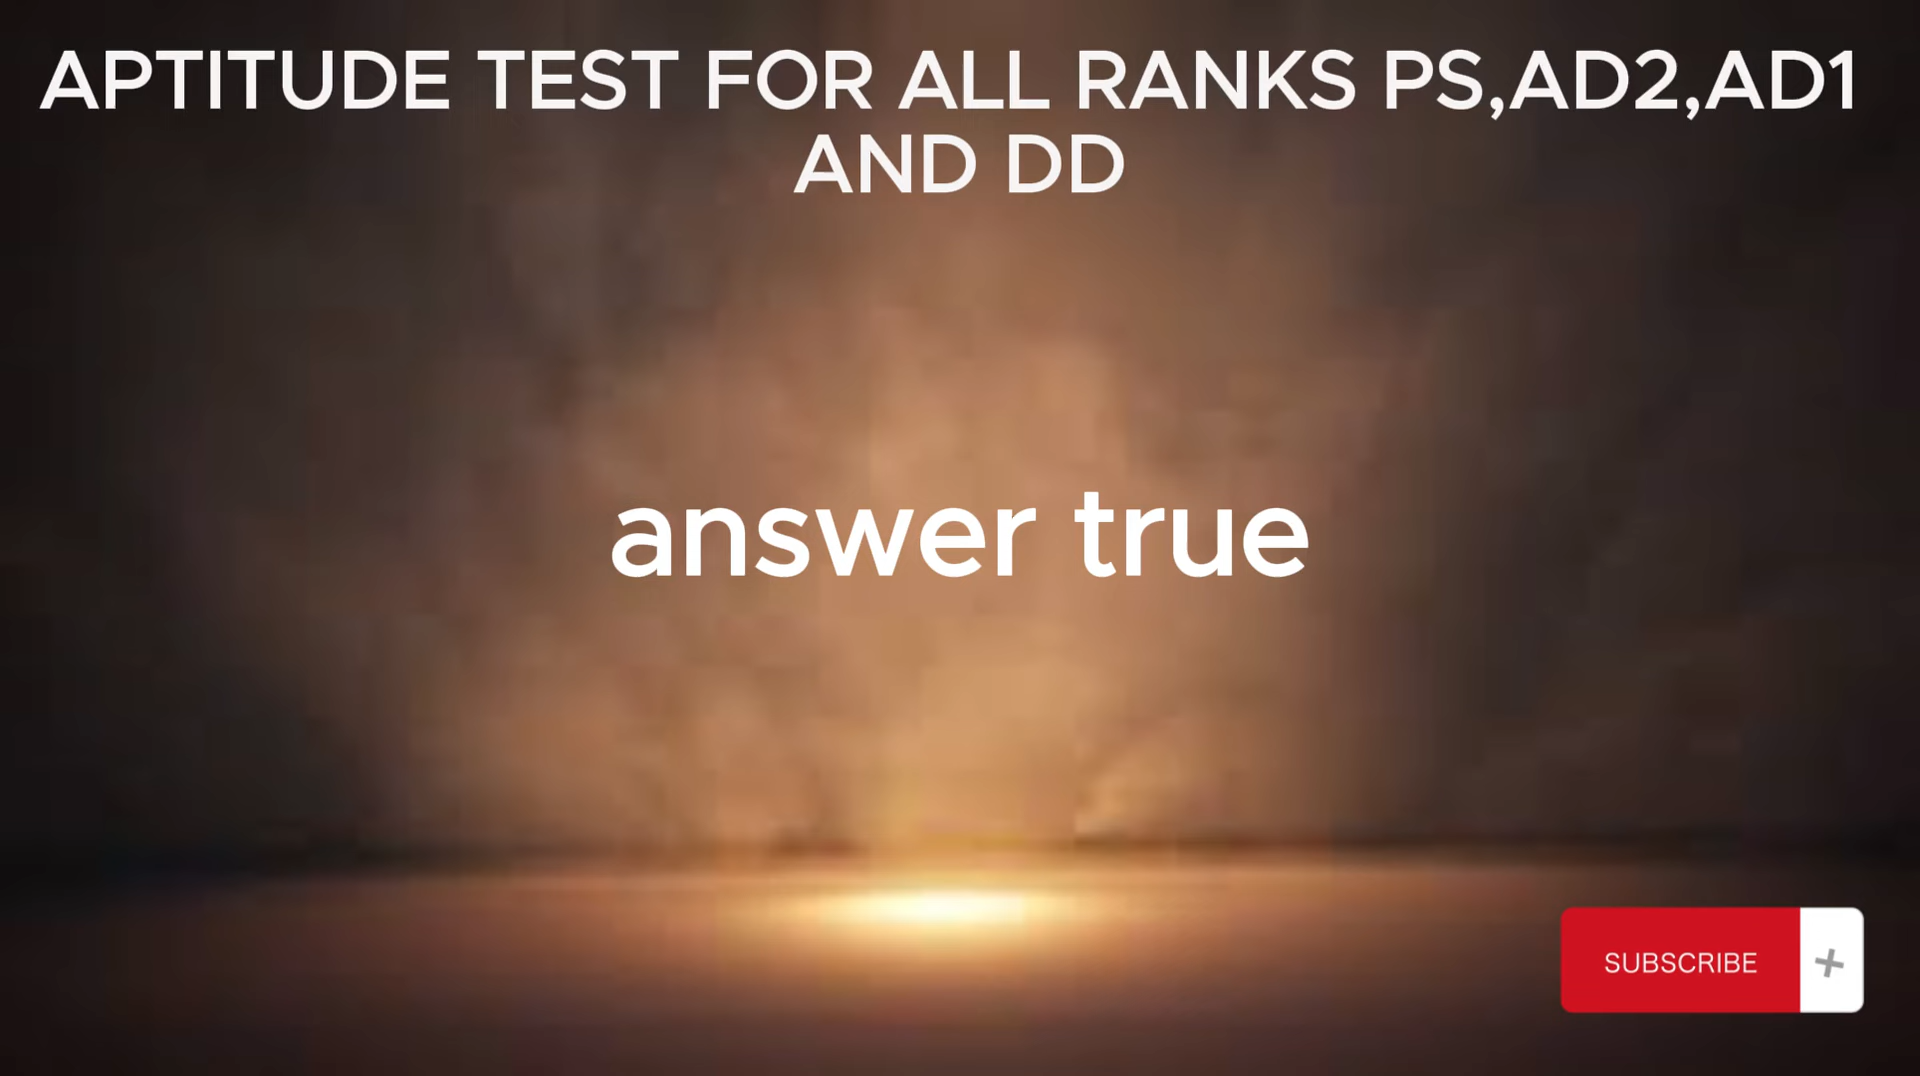 APTITUDE TEST FOR ALL RANKS PS,AD2,AD1
AND DD
answer true
SUBSCRIBE